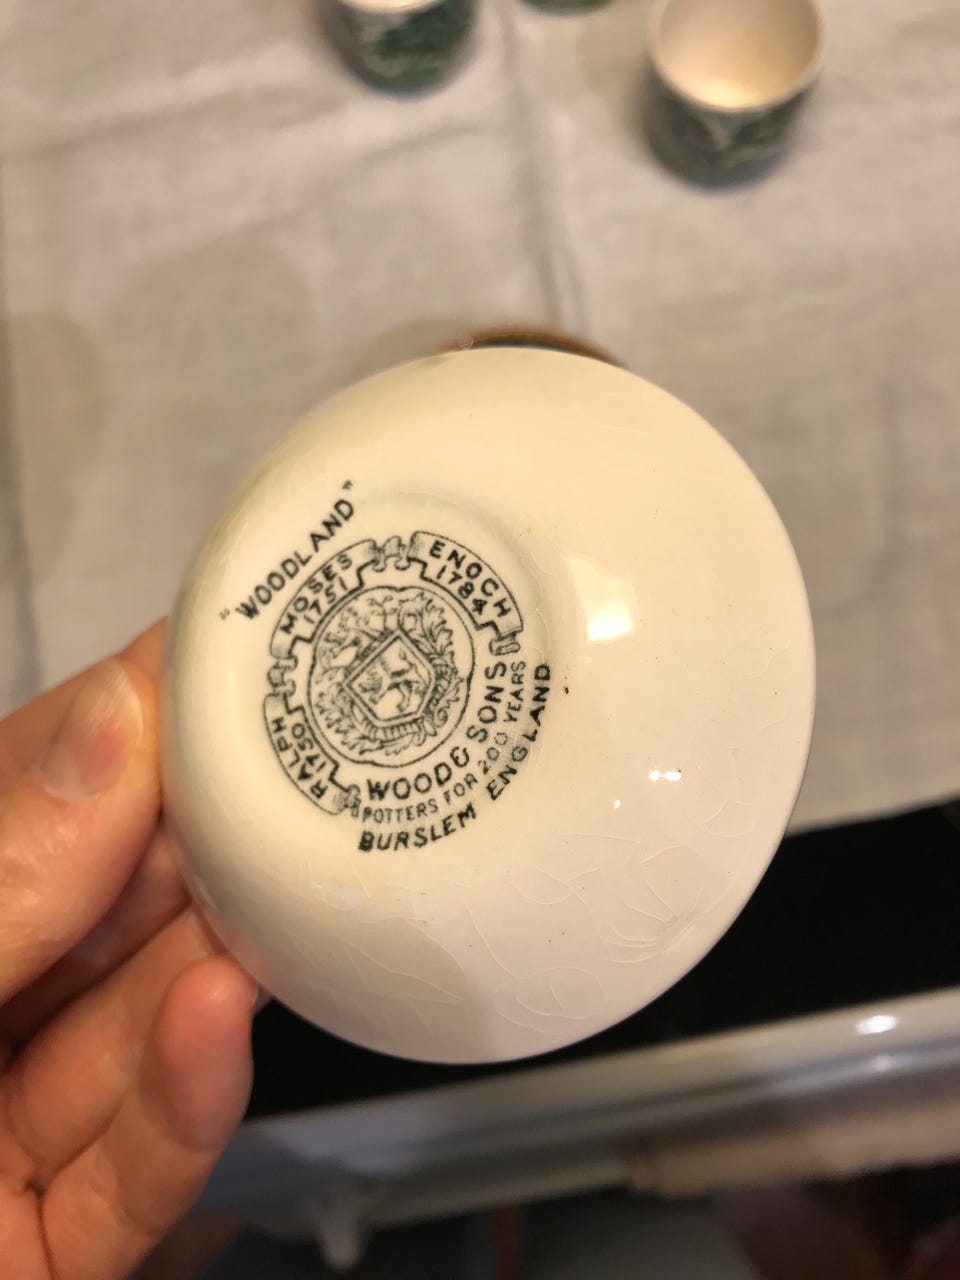 "WOODLAND"
RALPH
1750
MOSES
1751
ENOCH
1784
WOOD & SONS
POTTERS FOR 200 YEARS
BURSLEM ENGLAND